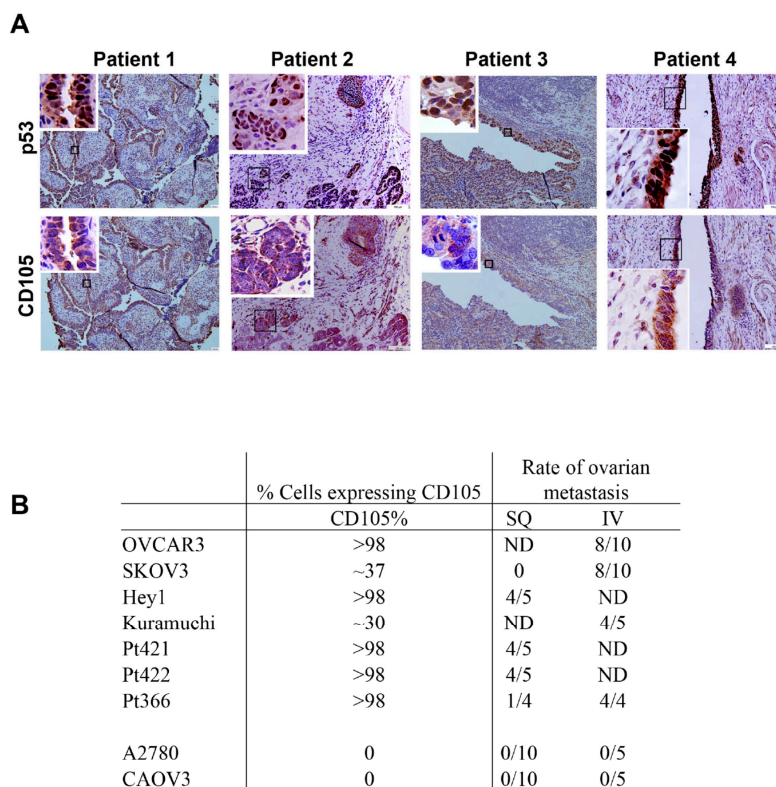 A
Patient 1 Patient 2 Patient 3 Patient 4
p53
CD105
B
% Cells expressing CD105 Rate of ovarian metastasis
CD105% SQ IV
OVCAR3 >98 ND 8/10
SKOV3 ~37 0 8/10
Hey1 >98 4/5 ND
Kuramuchi ~30 ND 4/5
Pt421 >98 4/5 ND
Pt422 >98 4/5 ND
Pt366 >98 1/4 4/4
A2780 0 0/10 0/5
CAOV3 0 0/10 0/5